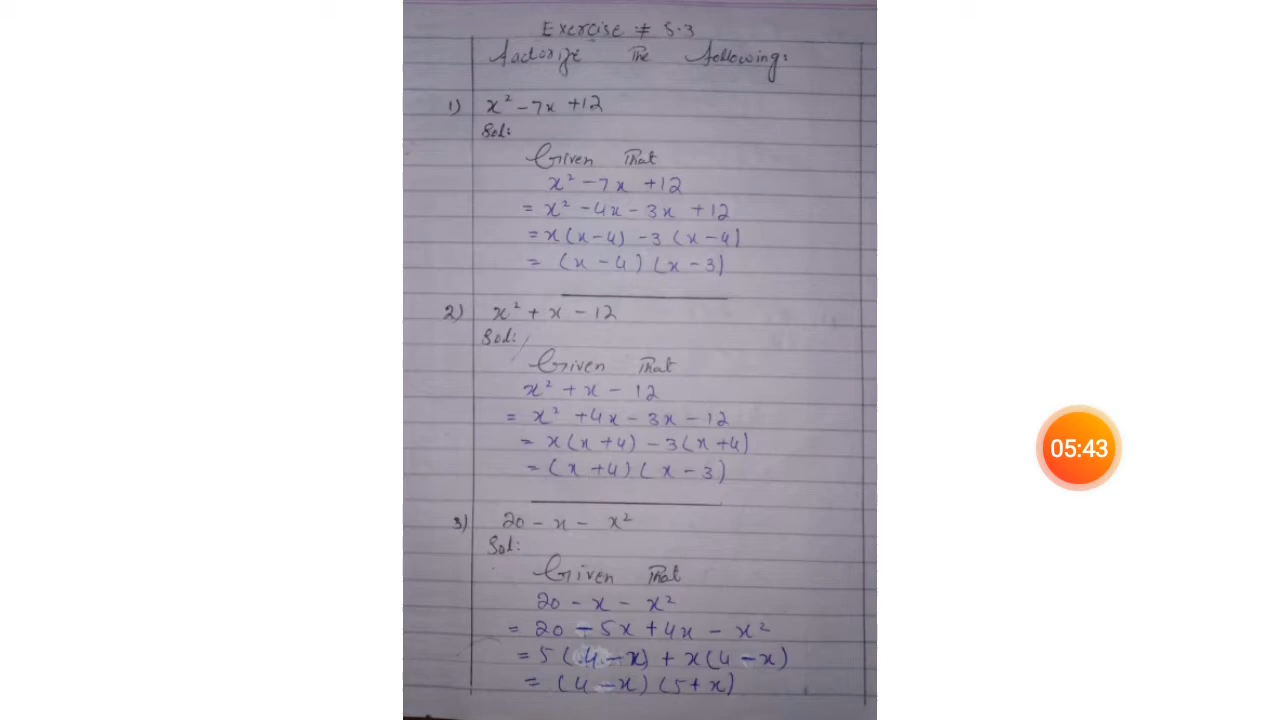 Exercise # 5.3
Factorize The following:
1) x² - 7x + 12
Sol:
Given That
x² - 7x + 12
= x² - 4x - 3x + 12
= x(x-4) - 3(x-4)
= (x - 4)(x - 3)
2) x² + x - 12
Sol:
Given That
x² + x - 12
= x² + 4x - 3x - 12
= x(x+4) - 3(x+4)
= (x+4)(x - 3)
3) 20 - x - x²
Sol:
Given That
20 - x - x²
= 20 - 5x + 4x - x²
= 5(4 - x) + x(4 - x)
= (4 - x)(5 + x)
05:43